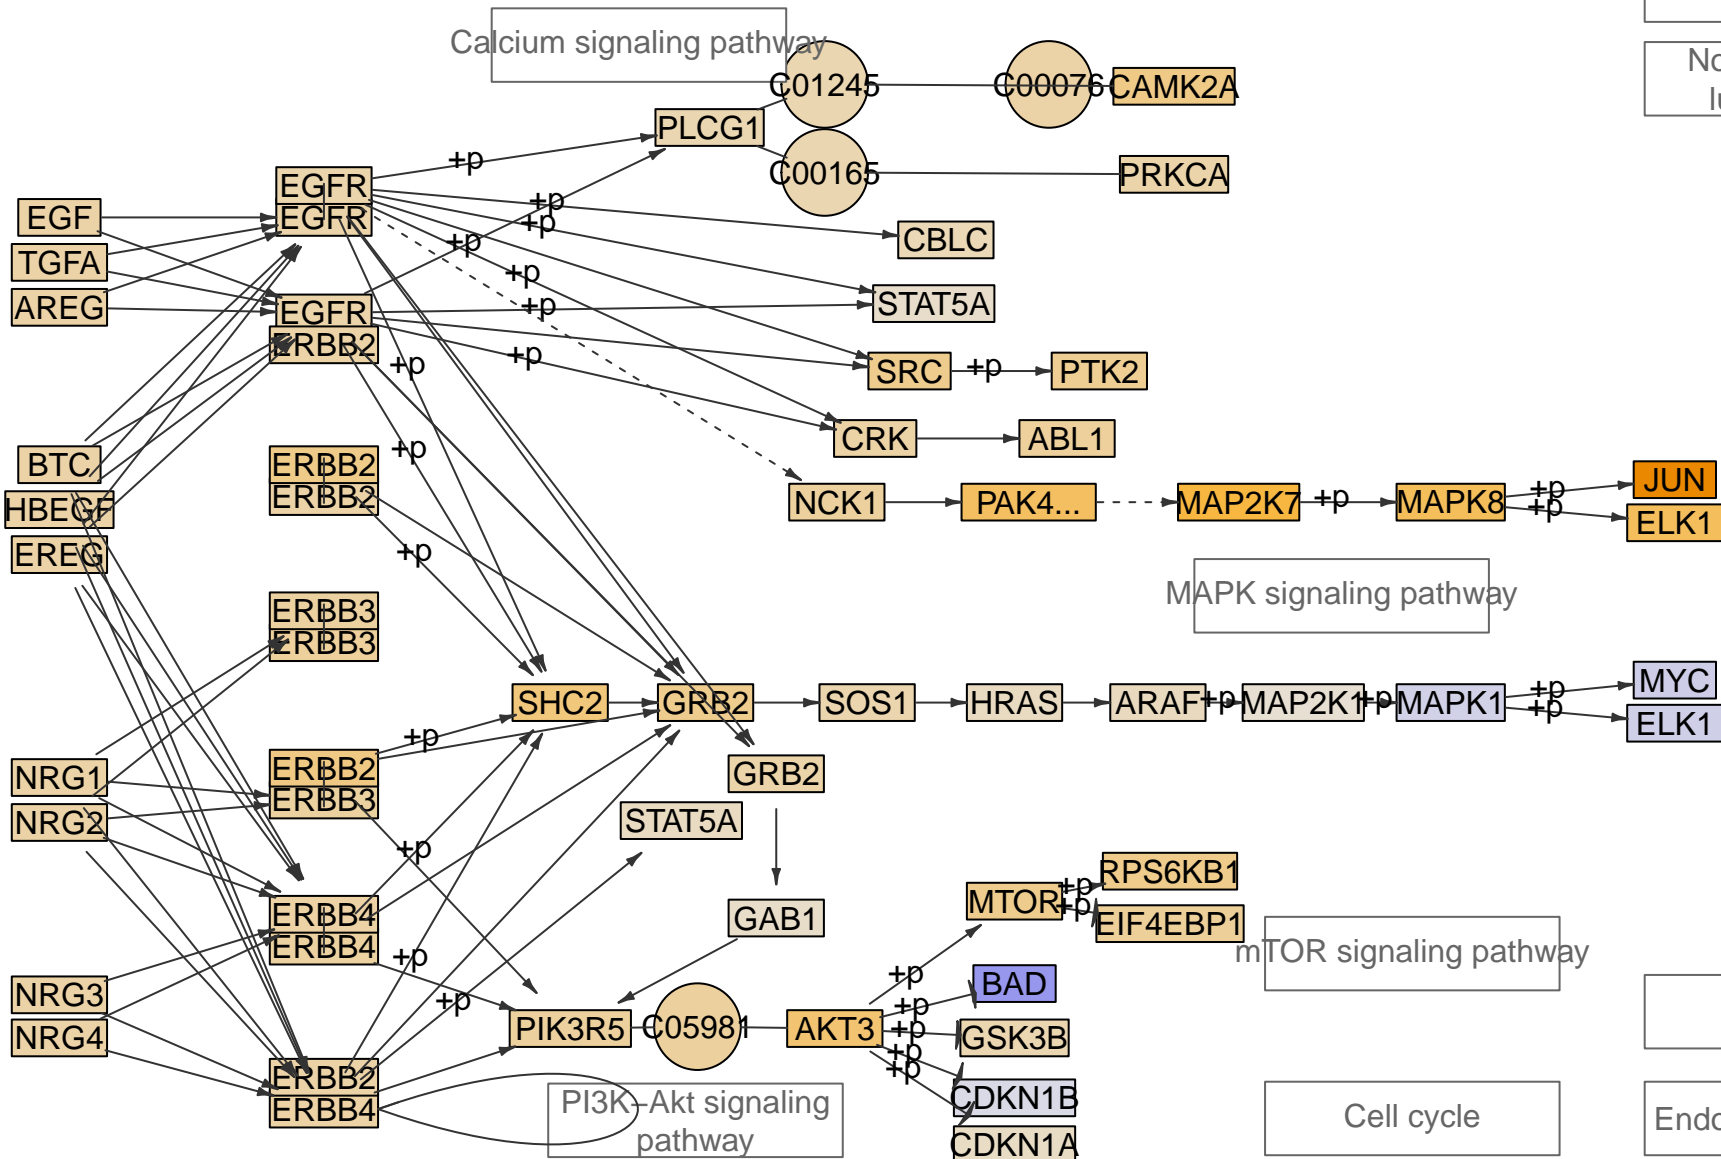 Calcium signaling pathway
No
lu
C01245
C00076
CAMK2A
PLCG1
+p
C00165
PRKCA
EGFR
EGFR
EGF
+p
+p
CBLC
TGFA
+p
+p
AREG
EGFR
+p
STAT5A
ERBB2
+p
+p
SRC
+p
PTK2
CRK
ABL1
+p
BTC
ERBB2
ERBB2
HBEGF
NCK1
PAK4...
MAP2K7
+p
MAPK8
+p
+p
JUN
ELK1
EREG
+p
MAPK signaling pathway
ERBB3
ERBB3
SHC2
GRB2
SOS1
HRAS
ARAF
+p
MAP2K1
+p
MAPK1
+p
+p
MYC
ELK1
+p
NRG1
ERBB2
ERBB3
GRB2
NRG2
STAT5A
+p
ERBB4
ERBB4
GAB1
MTOR
+p
+p
RPS6KB1
EIF4EBP1
mTOR signaling pathway
+p
+p
BAD
NRG3
+p
+p
NRG4
PIK3R5
C05981
AKT3
+p
GSK3B
+p
+p
ERBB2
ERBB4
PI3K−Akt signaling
pathway
CDKN1B
CDKN1A
Cell cycle
Endo